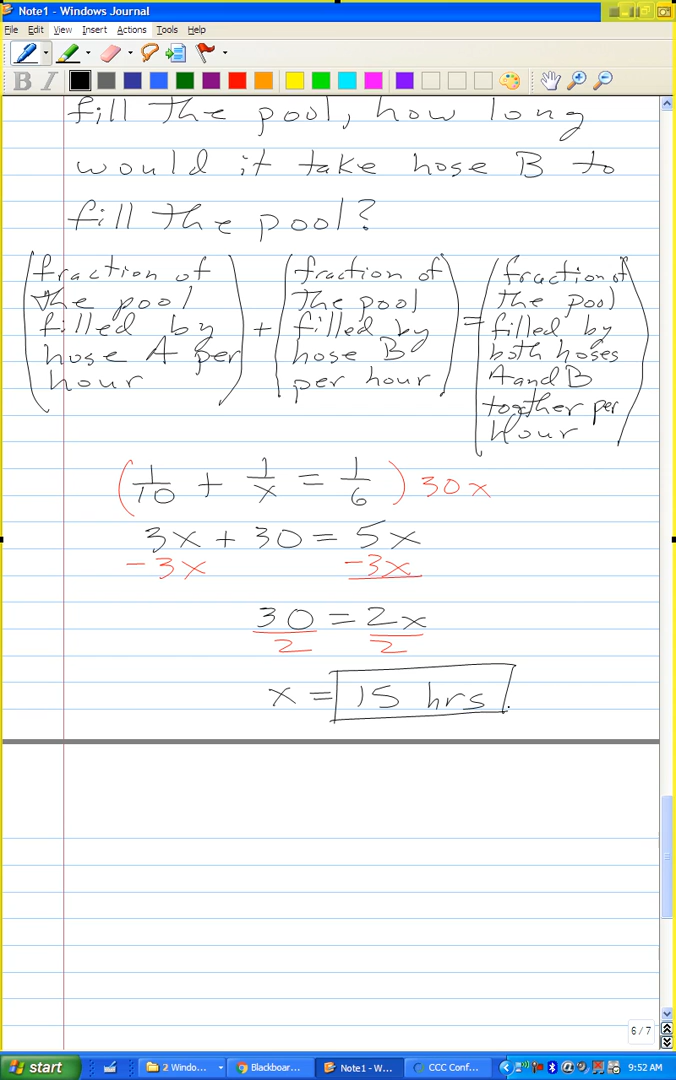 Note1 - Windows Journal
File Edit View Insert Actions Tools Help
B I
fill the pool, how long
would it take hose B to
fill the pool?
(fraction of the pool filled by hose A per hour) + (fraction of the pool filled by hose B per hour) = (fraction of the pool filled by both hoses A and B together per hour)
(1/10 + 1/x = 1/6) 30x
3x + 30 = 5x
-3x -3x
30 = 2x
2 2
x = 15 hrs.
6 / 7
start 2 Windo... Blackboar... Note1 - W... CCC Conf... 9:52 AM